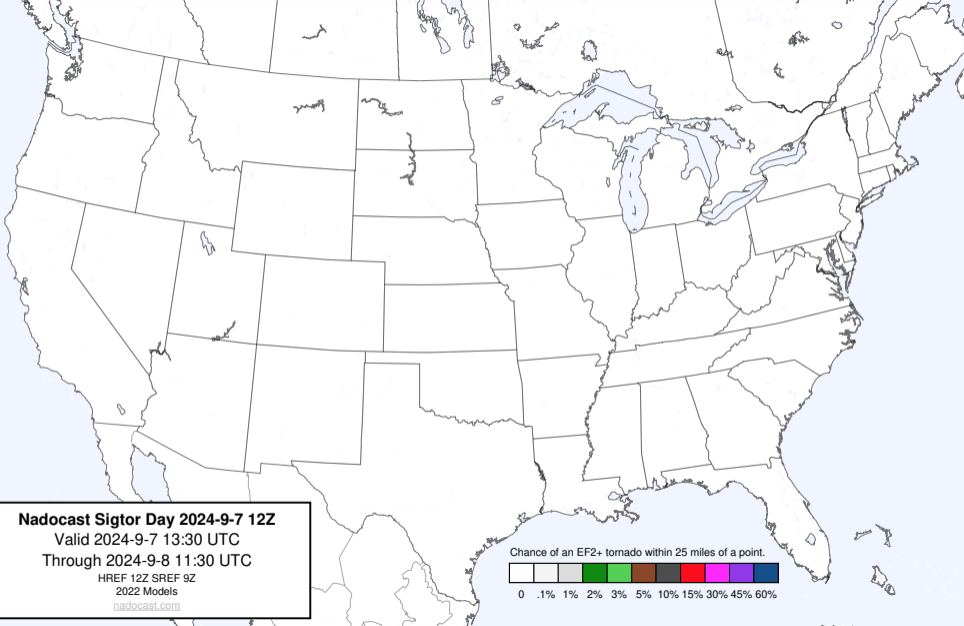 Nadocast Sigtor Day 2024-9-7 12Z
Valid 2024-9-7 13:30 UTC
Through 2024-9-8 11:30 UTC
HREF 12Z SREF 9Z
2022 Models
nadocast.com
Chance of an EF2+ tornado within 25 miles of a point.
0 .1% 1% 2% 3% 5% 10% 15% 30% 45% 60%